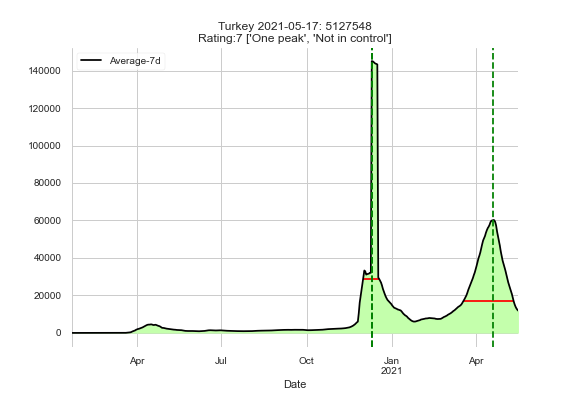 Turkey 2021-05-17: 5127548
Rating:7 ['One peak', 'Not in control']
Average-7d
140000
120000
100000
80000
60000
40000
20000
0
Apr Jul Oct Jan Apr
2021
Date